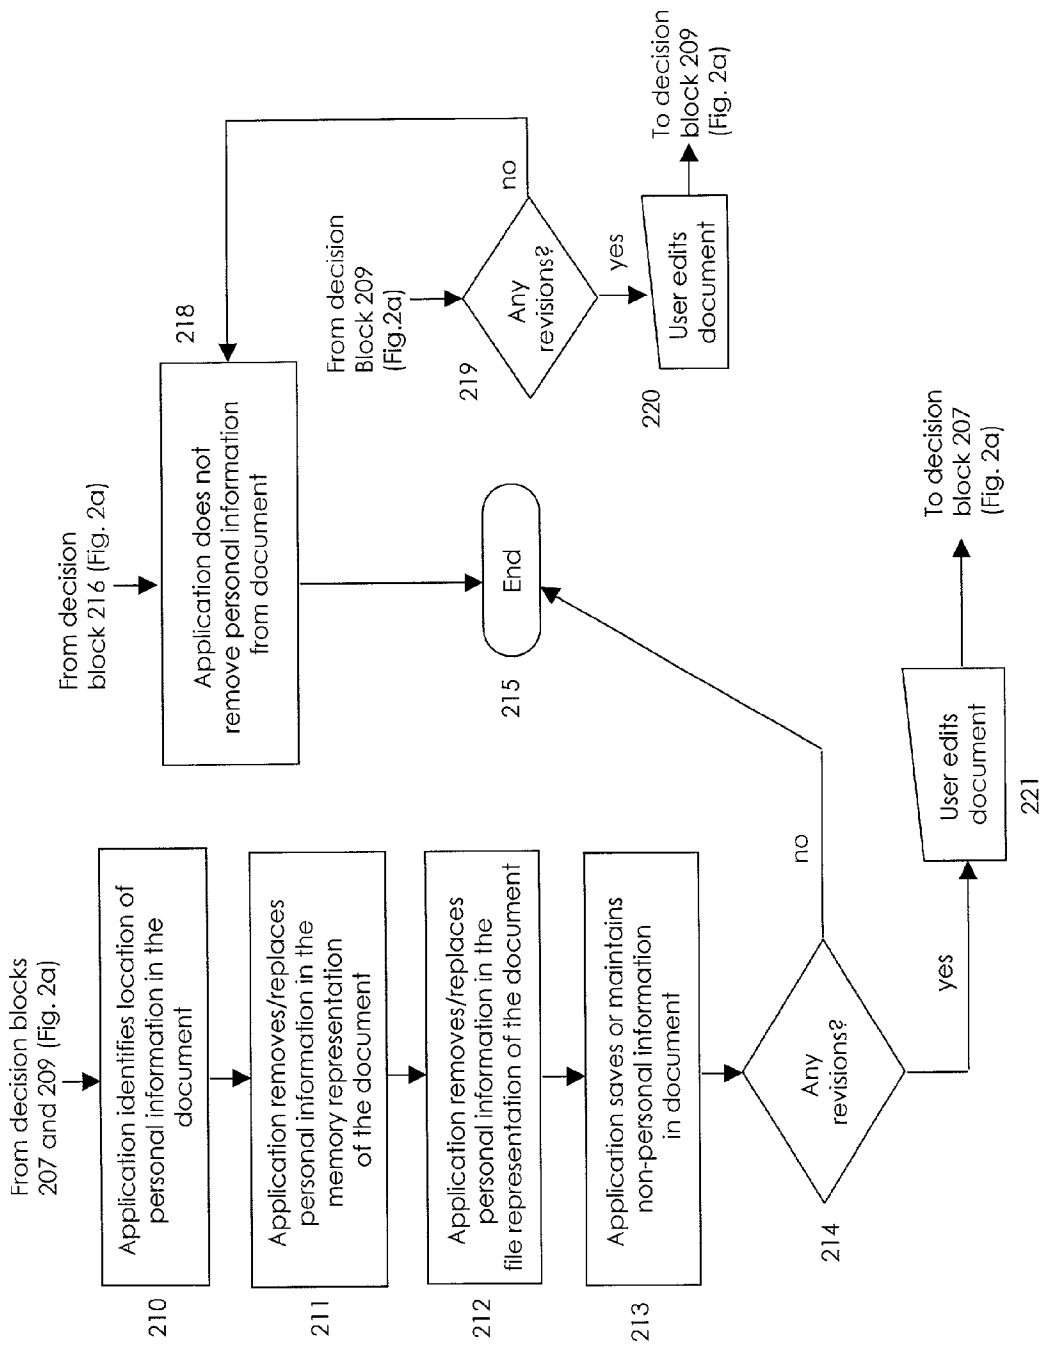 From decision blocks
207 and 209 (Fig. 2a)
Application identifies location of
personal information in the
document
210
Application removes/replaces
personal information in the
memory representation
of the document
211
Application removes/replaces
personal information in the
file representation of the document
212
Application saves or maintains
non-personal information
in document
213
Any
revisions?
214
no
yes
User edits
document
221
To decision
block 207
(Fig. 2a)
From decision
block 216 (Fig. 2a)
Application does not
remove personal information
from document
218
End
215
From decision
Block 209
(Fig.2a)
Any
revisions?
219
no
yes
User edits
document
220
To decision
block 209
(Fig. 2a)